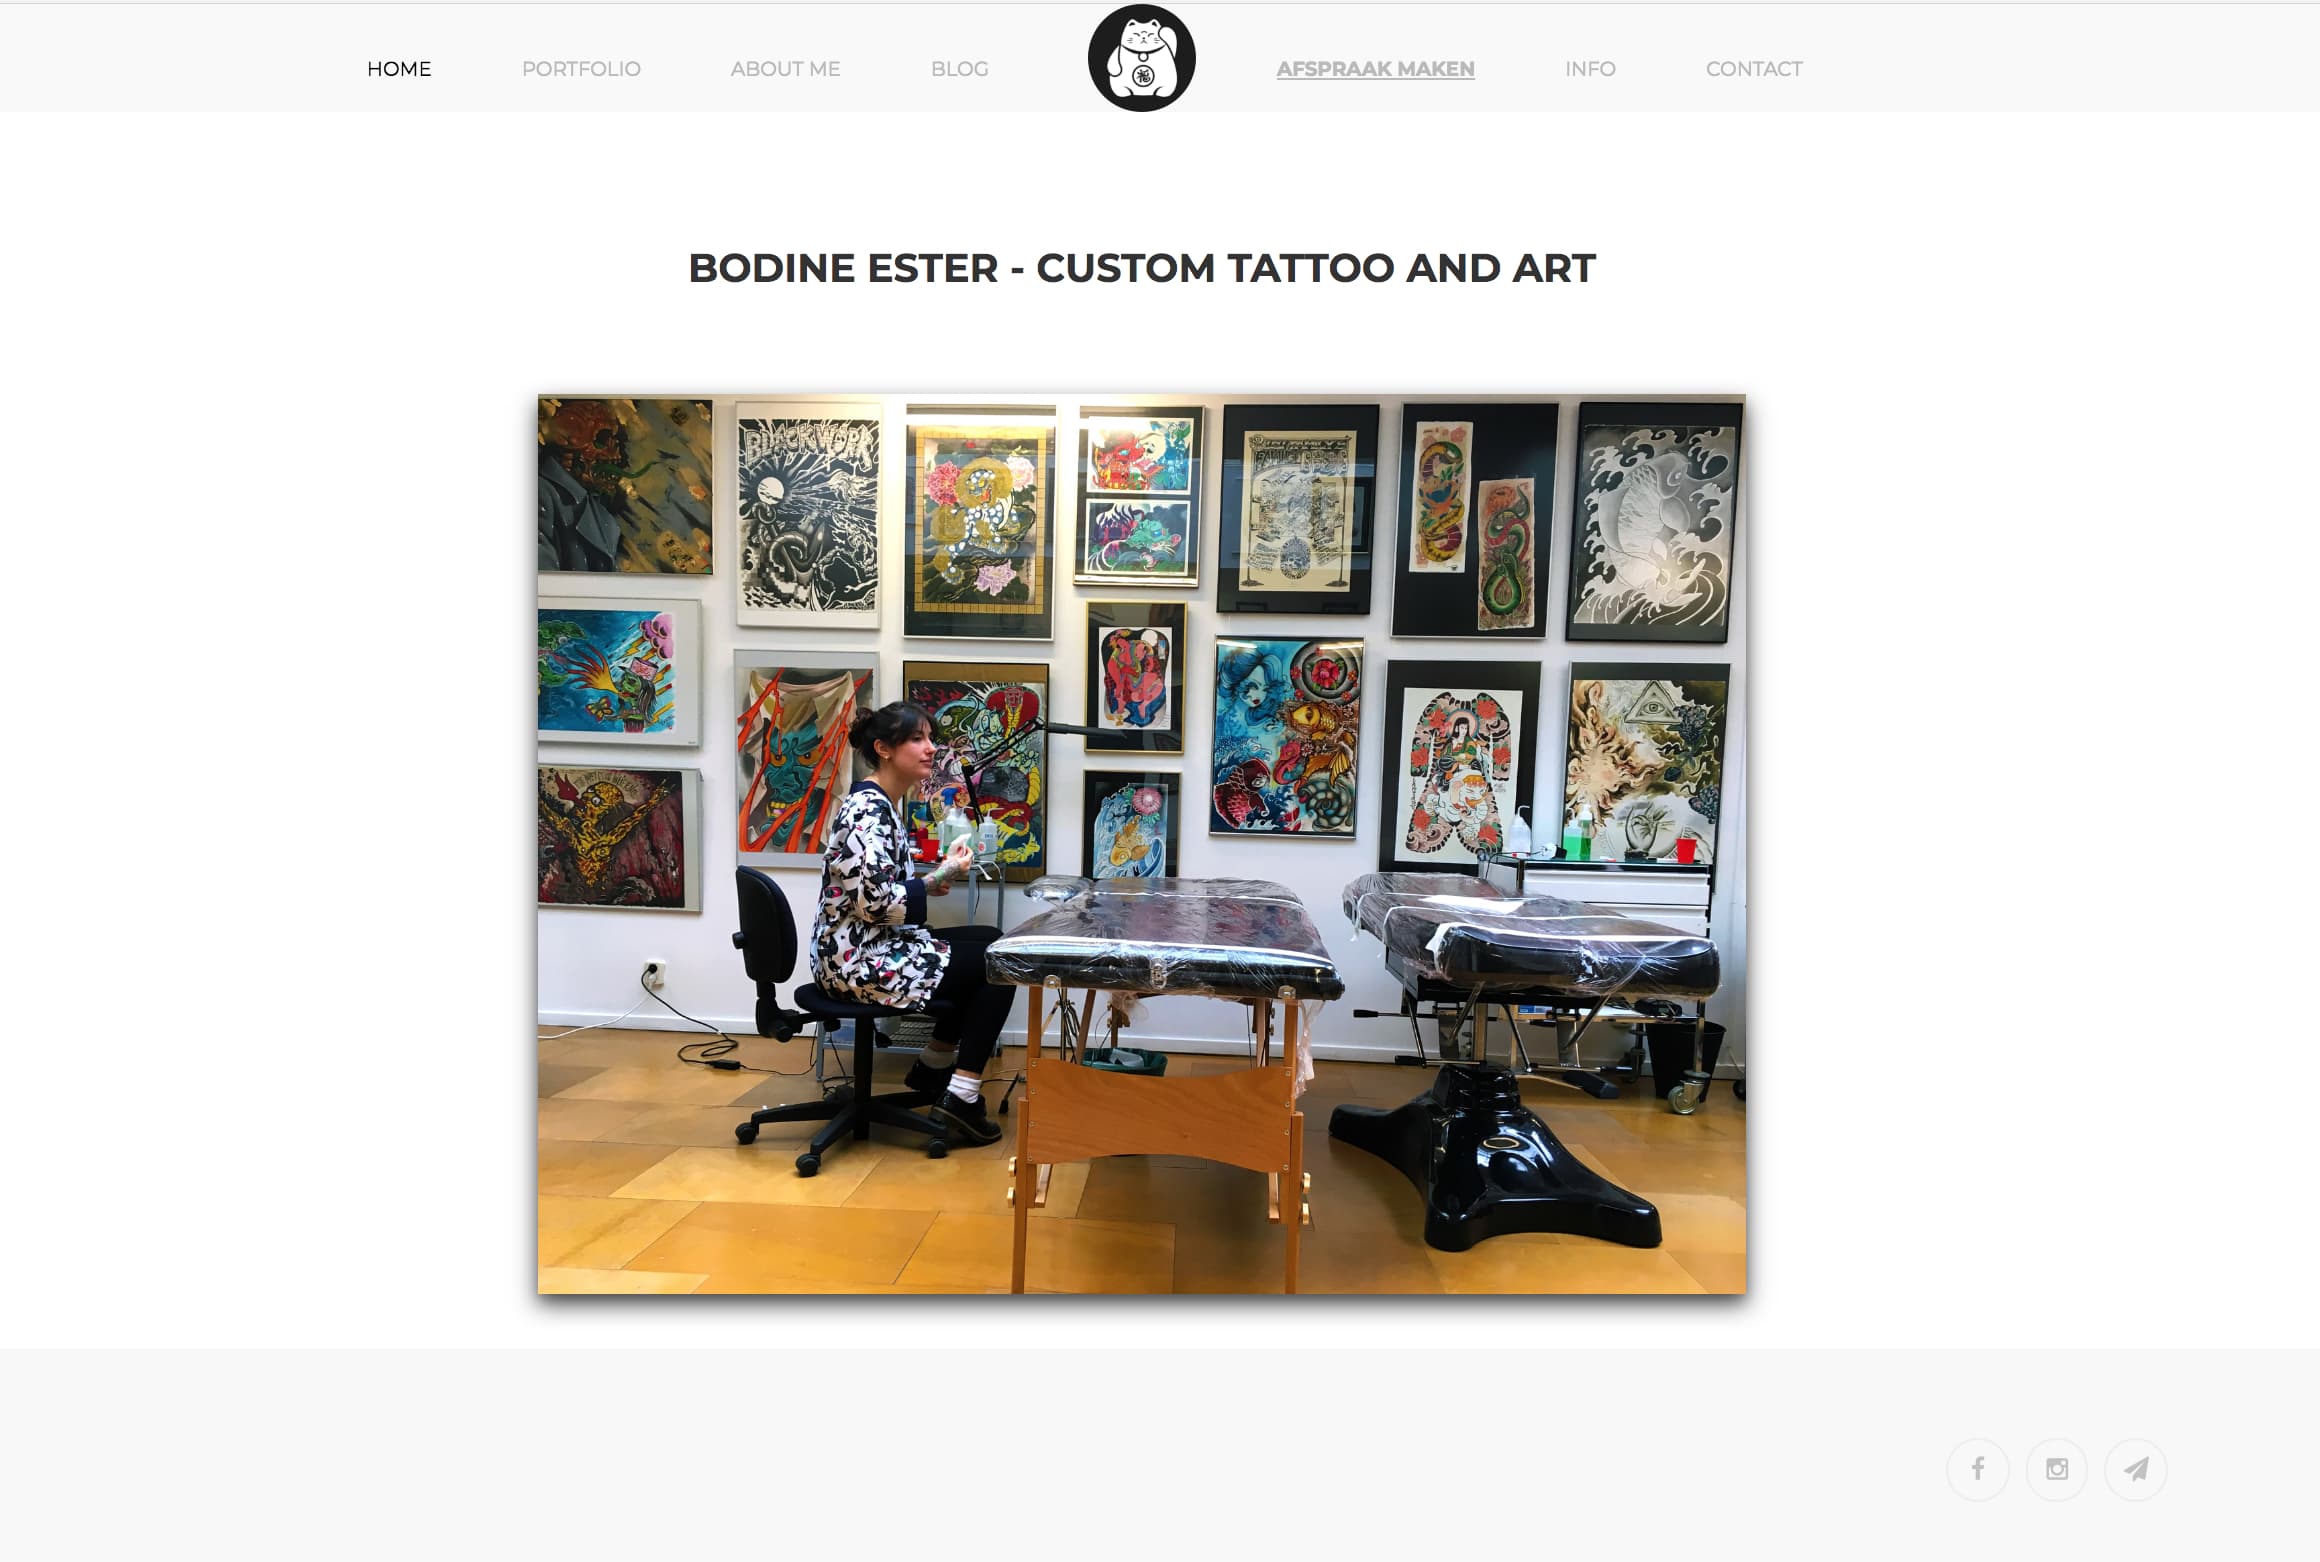 HOME
PORTFOLIO
ABOUT ME
BLOG
AFSPRAAK MAKEN
INFO
CONTACT
BODINE ESTER - CUSTOM TATTOO AND ART
BLACKWORK